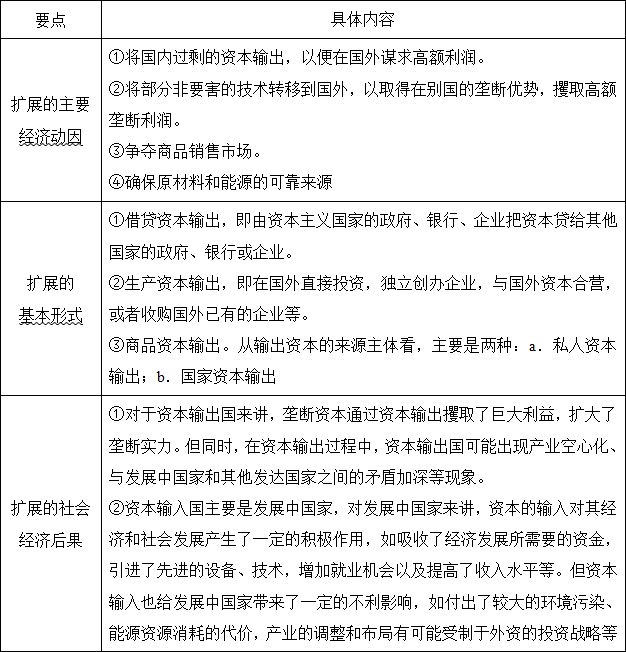 要点
具体内容
扩展的主要
经济动因
①将国内过剩的资本输出，以便在国外谋求高额利润。
②将部分非要害的技术转移到国外，以取得在别国的垄断优势，攫取高额
垄断利润。
③争夺商品销售市场。
④确保原材料和能源的可靠来源
扩展的
基本形式
①借贷资本输出，即由资本主义国家的政府、银行、企业把资本贷给其他
国家的政府、银行或企业。
②生产资本输出，即在国外直接投资，独立创办企业，与国外资本合营，
或者收购国外已有的企业等。
③商品资本输出。从输出资本的来源主体看，主要是两种：a．私人资本
输出；b．国家资本输出
扩展的社会
经济后果
①对于资本输出国来讲，垄断资本通过资本输出攫取了巨大利益，扩大了
垄断实力。但同时，在资本输出过程中，资本输出国可能出现产业空心化、
与发展中国家和其他发达国家之间的矛盾加深等现象。
②资本输入国主要是发展中国家，对发展中国家来讲，资本的输入对其经
济和社会发展产生了一定的积极作用，如吸收了经济发展所需要的资金，
引进了先进的设备、技术，增加就业机会以及提高了收入水平等。但资本
输入也给发展中国家带来了一定的不利影响，如付出了较大的环境污染、
能源资源消耗的代价，产业的调整和布局有可能受制于外资的投资战略等